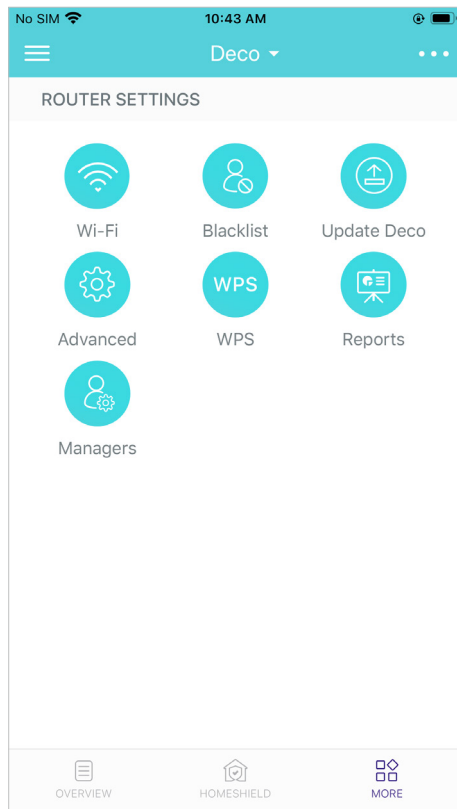 No SIM 10:43 AM
Deco
ROUTER SETTINGS
Wi-Fi Blacklist Update Deco
WPS
Advanced WPS Reports
Managers
OVERVIEW HOMESHIELD MORE